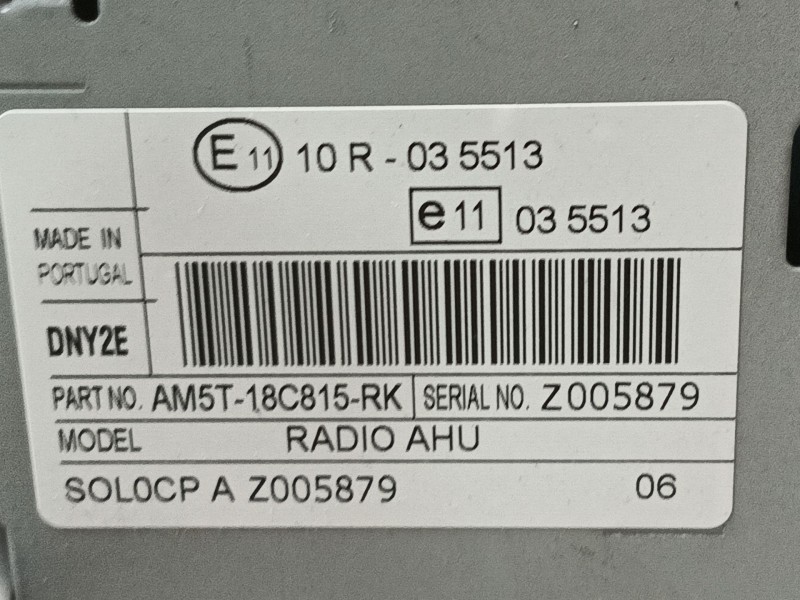 E 11 10 R - 03 5513
e 11 03 5513
MADE IN
PORTUGAL
DNY2E
PART NO. AM5T-18C815-RK SERIAL NO. Z005879
MODEL RADIO AHU
SOL0CP A Z005879 06